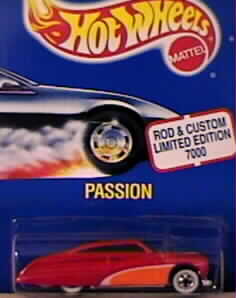 Hot Wheels
MATTEL
ROD & CUSTOM
LIMITED EDITION
7000
PASSION